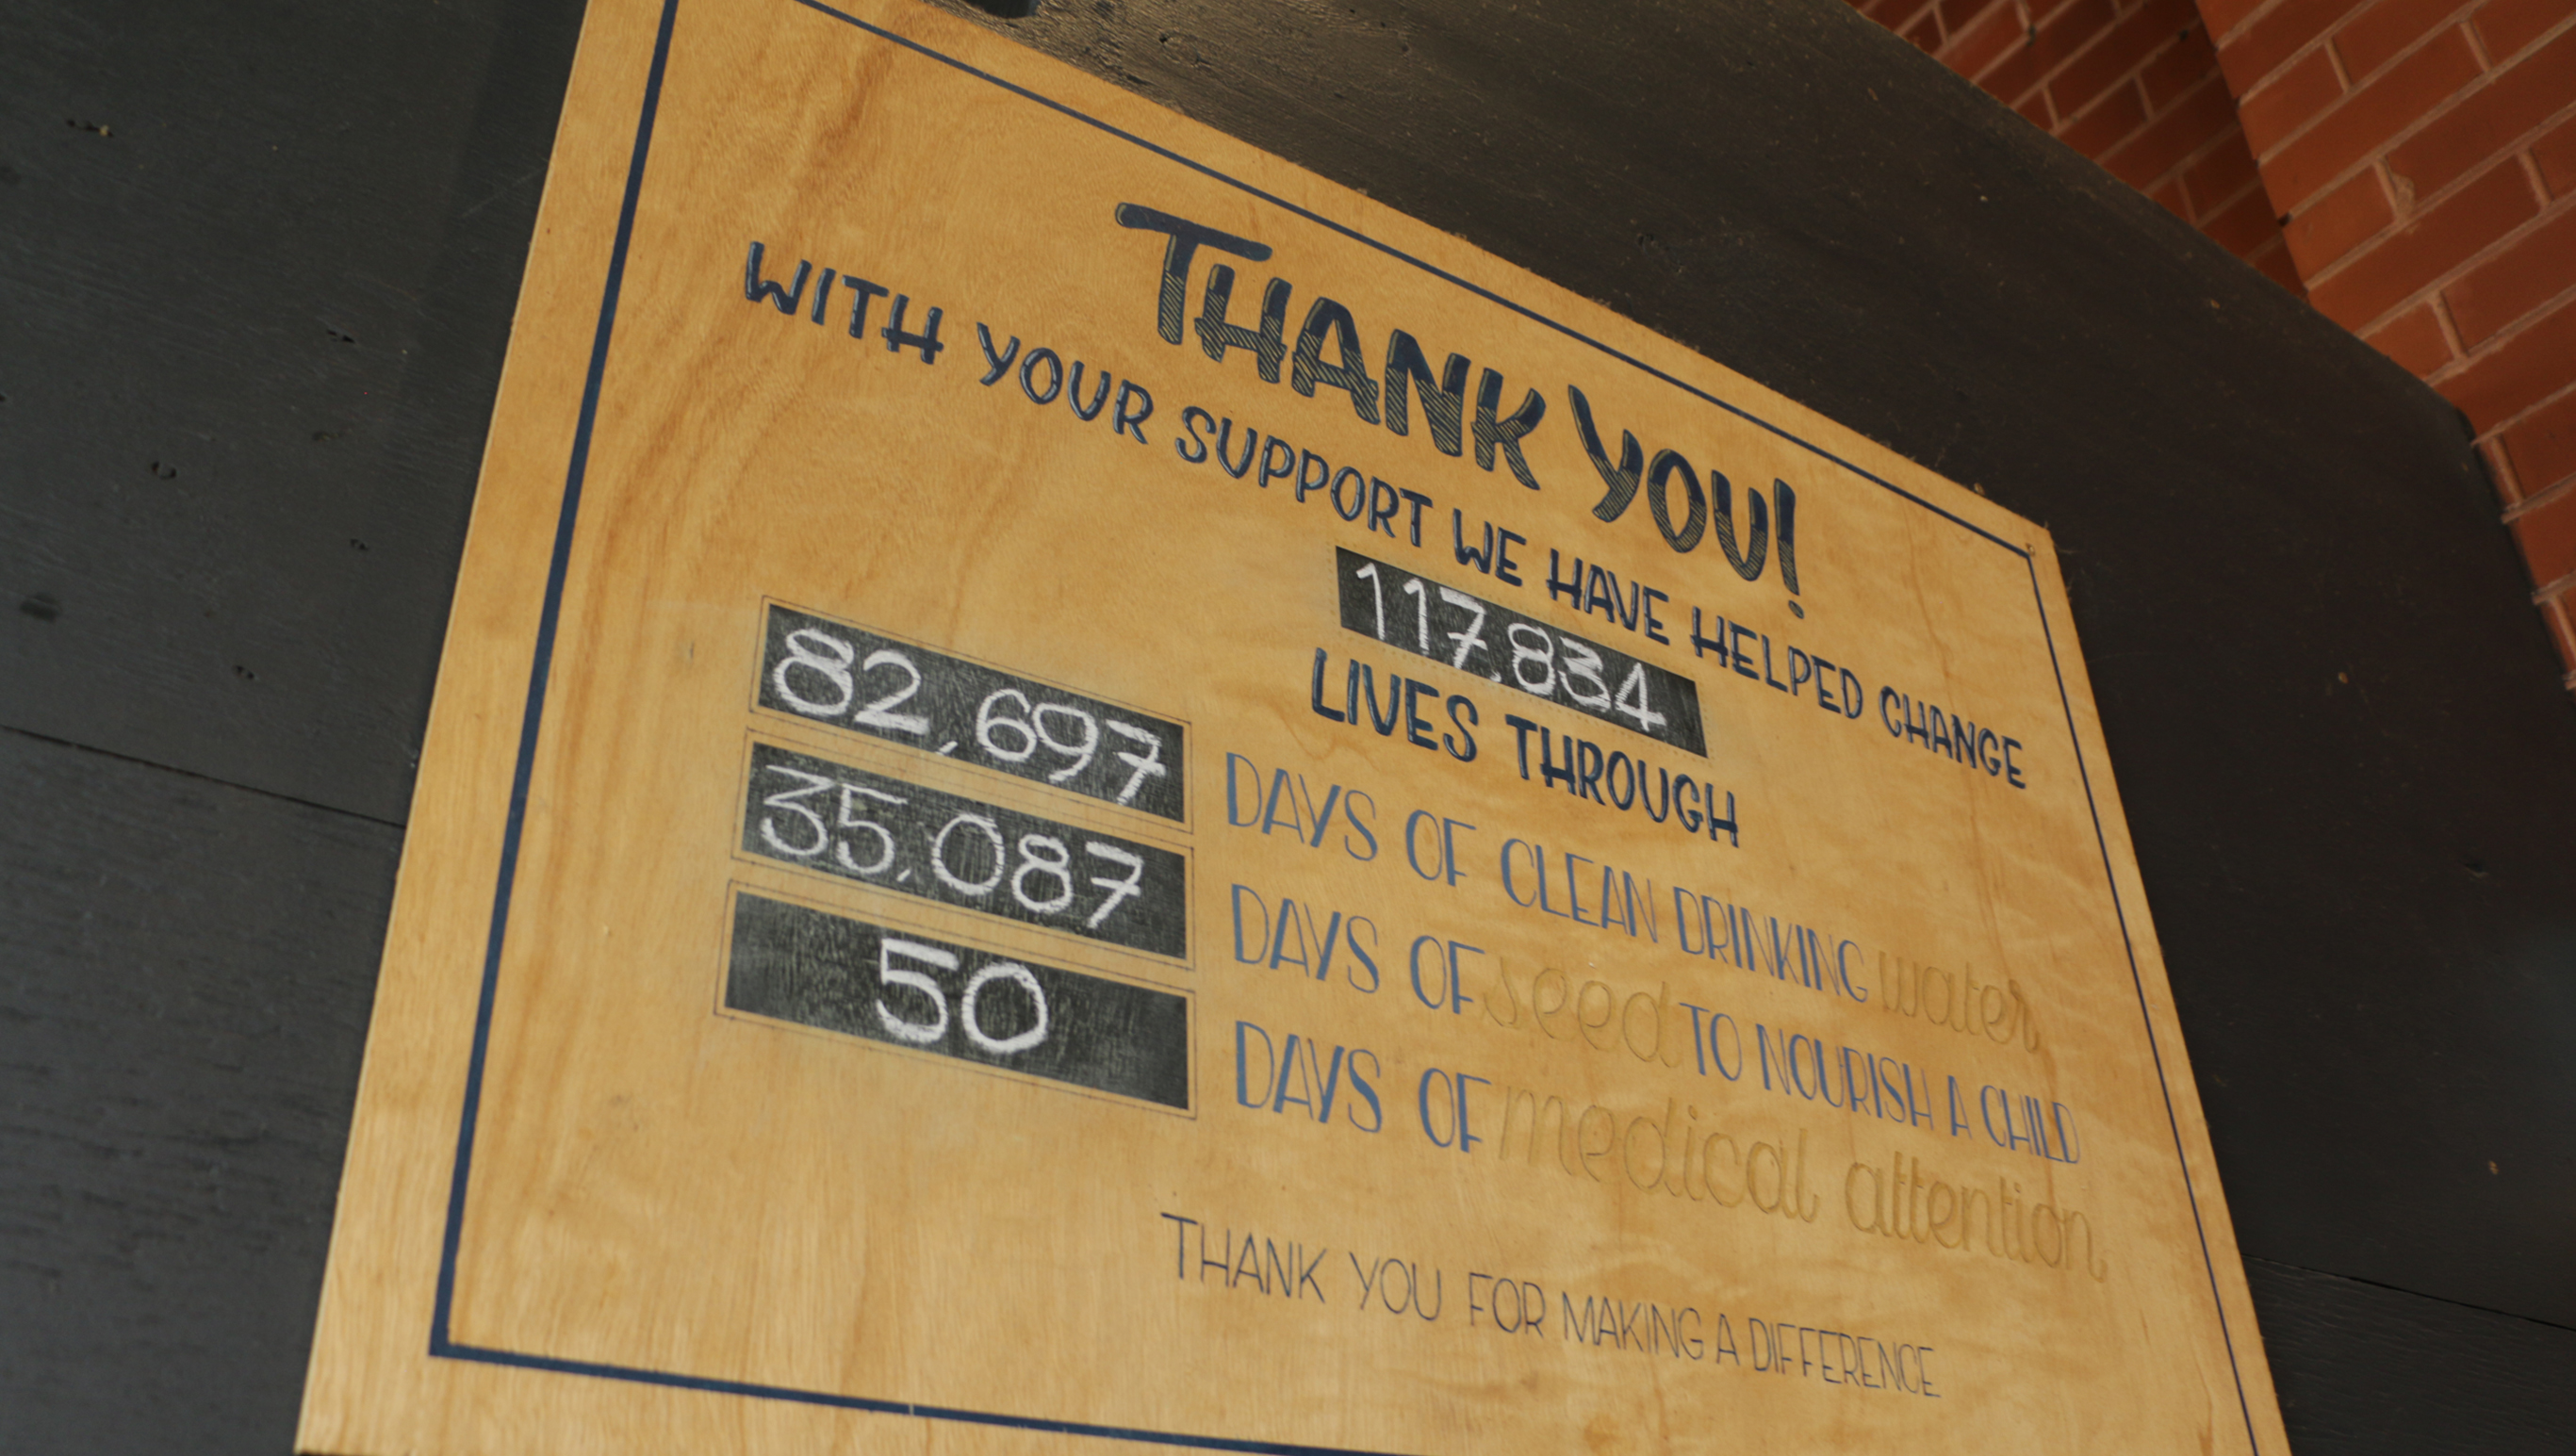 THANK YOU!
WITH YOUR SUPPORT WE HAVE HELPED CHANGE
117,834
LIVES THROUGH
82,697 DAYS OF CLEAN DRINKING water
35,087 DAYS OF seed TO NOURISH A CHILD
50 DAYS OF medical attention
THANK YOU FOR MAKING A DIFFERENCE